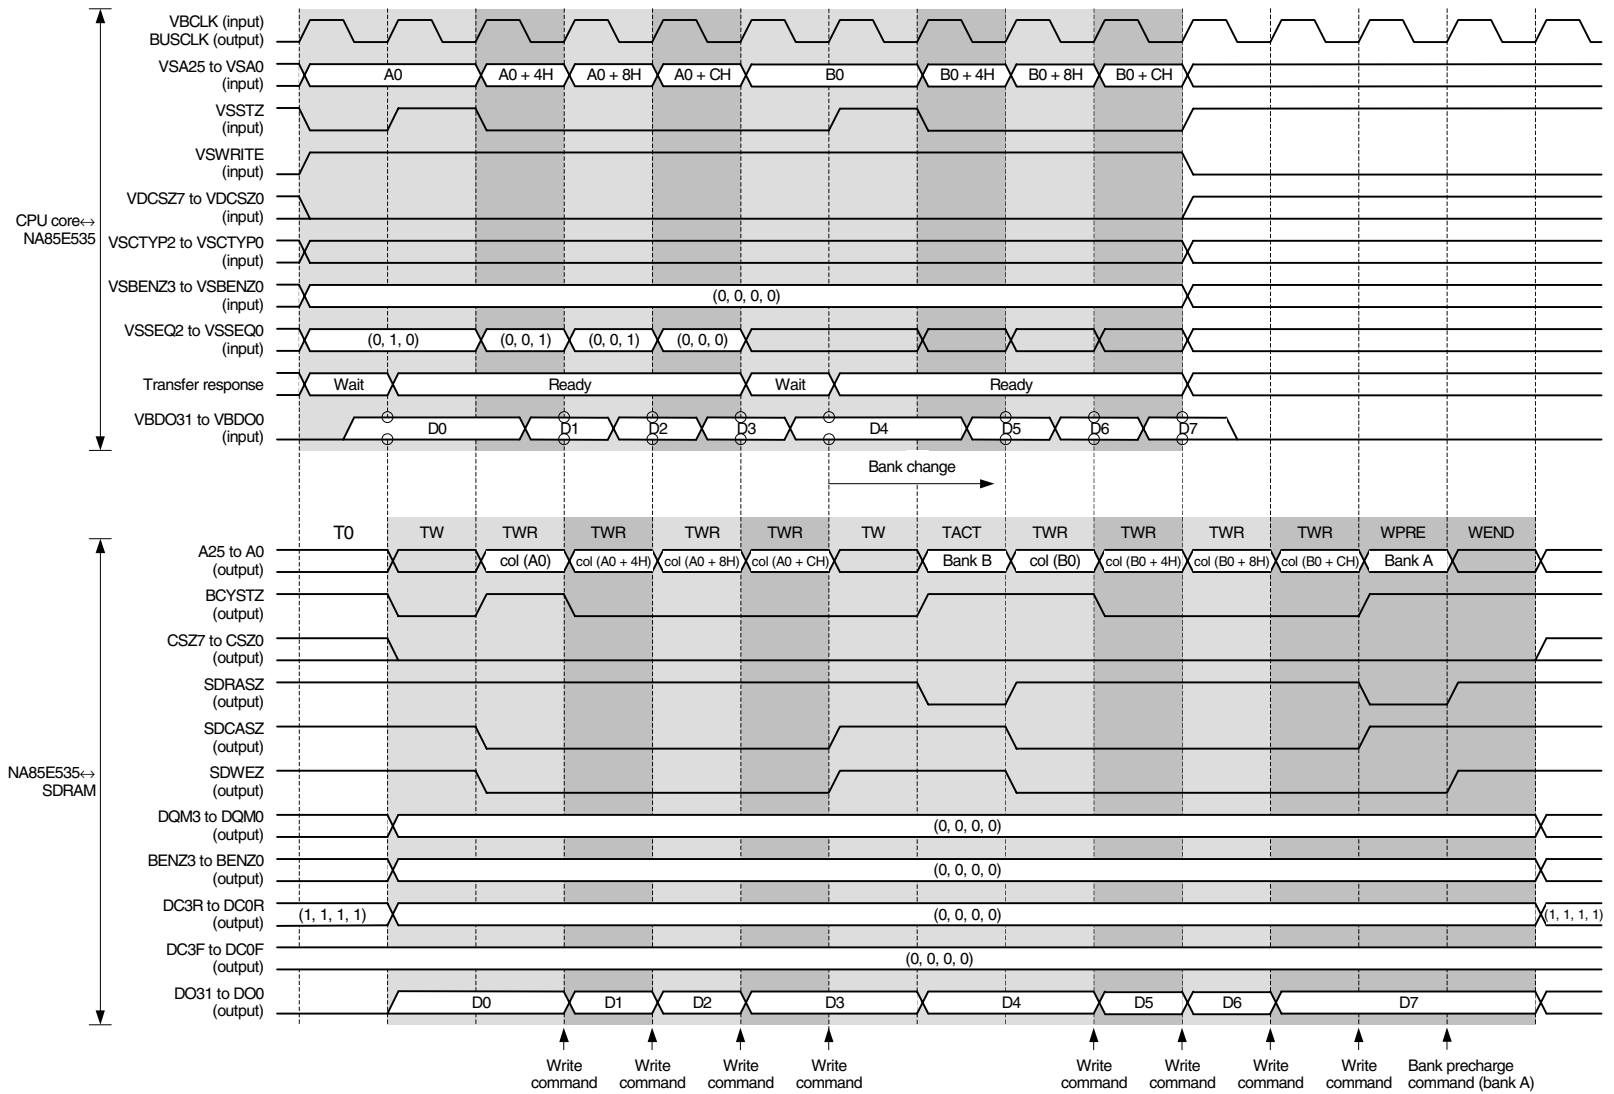 VBCLK (input)
BUSCLK (output)
VSA25 to VSA0
(input)
A0
A0 + 4H
A0 + 8H
A0 + CH
B0
B0 + 4H
B0 + 8H
B0 + CH
VSSTZ
(input)
VSWRITE
(input)
VDCSZ7 to VDCSZ0
(input)
CPU core↔
NA85E535
VSCTYP2 to VSCTYP0
(input)
VSBENZ3 to VSBENZ0
(input)
(0, 0, 0, 0)
VSSEQ2 to VSSEQ0
(input)
(0, 1, 0)
(0, 0, 1)
(0, 0, 1)
(0, 0, 0)
Transfer response
Wait
Ready
Wait
Ready
VBDO31 to VBDO0
(input)
D0
D1
D2
D3
D4
D5
D6
D7
Bank change
T0
TW
TWR
TWR
TWR
TWR
TW
TACT
TWR
TWR
TWR
TWR
WPRE
WEND
A25 to A0
(output)
col (A0)
col (A0 + 4H)
col (A0 + 8H)
col (A0 + CH)
Bank B
col (B0)
col (B0 + 4H)
col (B0 + 8H)
col (B0 + CH)
Bank A
BCYSTZ
(output)
CSZ7 to CSZ0
(output)
SDRASZ
(output)
SDCASZ
(output)
NA85E535↔
SDRAM
SDWEZ
(output)
DQM3 to DQM0
(output)
(0, 0, 0, 0)
BENZ3 to BENZ0
(output)
(0, 0, 0, 0)
DC3R to DC0R
(output)
(1, 1, 1, 1)
(0, 0, 0, 0)
(1, 1, 1, 1)
DC3F to DC0F
(output)
(0, 0, 0, 0)
DO31 to DO0
(output)
D0
D1
D2
D3
D4
D5
D6
D7
Write
command
Write
command
Write
command
Write
command
Write
command
Write
command
Write
command
Write
command
Bank precharge
command (bank A)